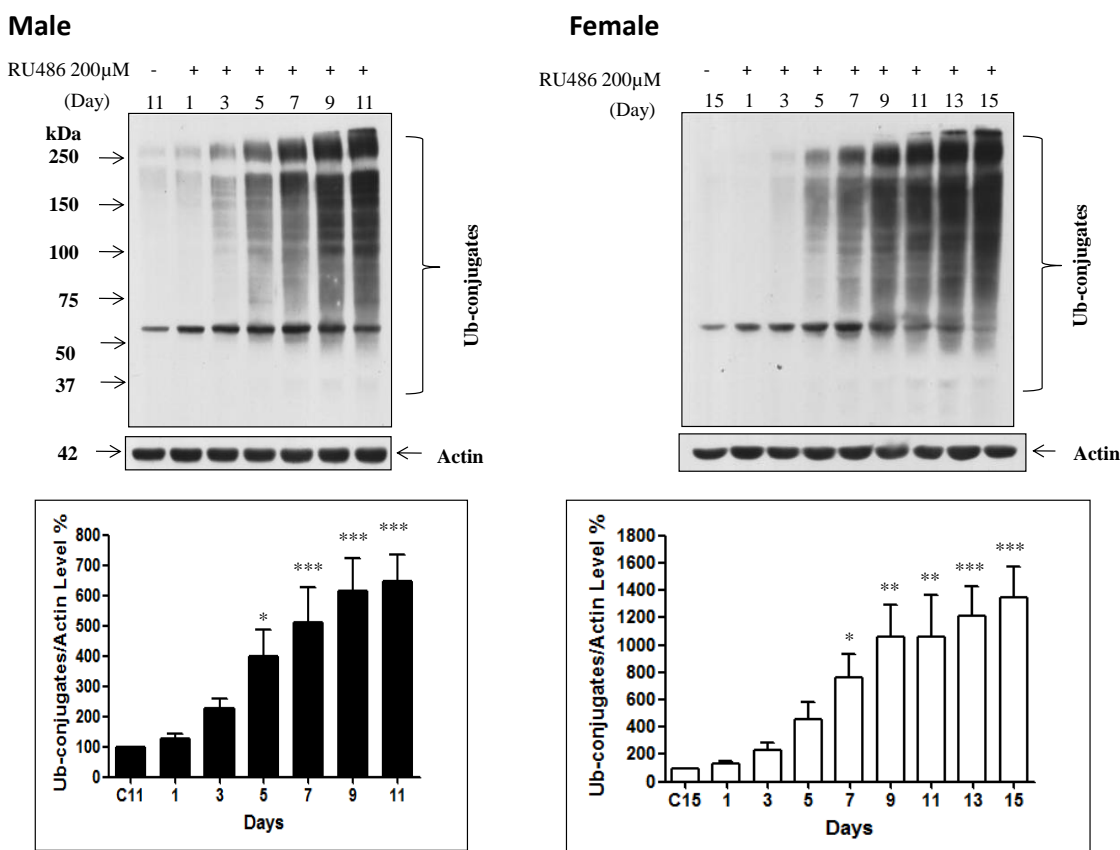 Male
RU486 200µM - + + + + + +
(Day) 11 1 3 5 7 9 11
kDa
250
150
100
75
50
37
Ub-conjugates
42
Actin
Ub-conjugates/Actin Level %
800
700
600
500
400
300
200
100
0
* *** *** ***
C11 1 3 5 7 9 11
Days
Female
RU486 200µM - + + + + + + + +
(Day) 15 1 3 5 7 9 11 13 15
Ub-conjugates
Actin
Ub-conjugates/Actin Level %
1800
1600
1400
1200
1000
800
600
400
200
0
* ** ** *** ***
C15 1 3 5 7 9 11 13 15
Days